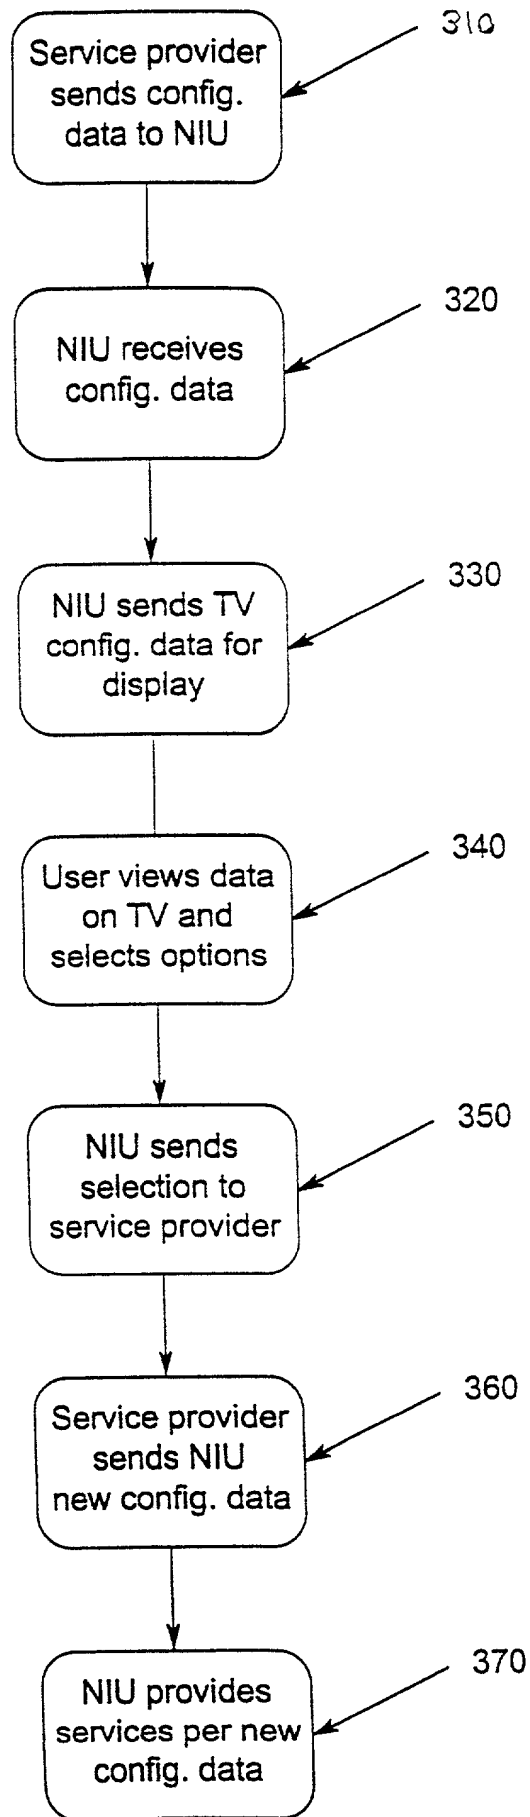 310
Service provider
sends config.
data to NIU
320
NIU receives
config. data
330
NIU sends TV
config. data for
display
340
User views data
on TV and
selects options
350
NIU sends
selection to
service provider
360
Service provider
sends NIU
new config. data
370
NIU provides
services per new
config. data